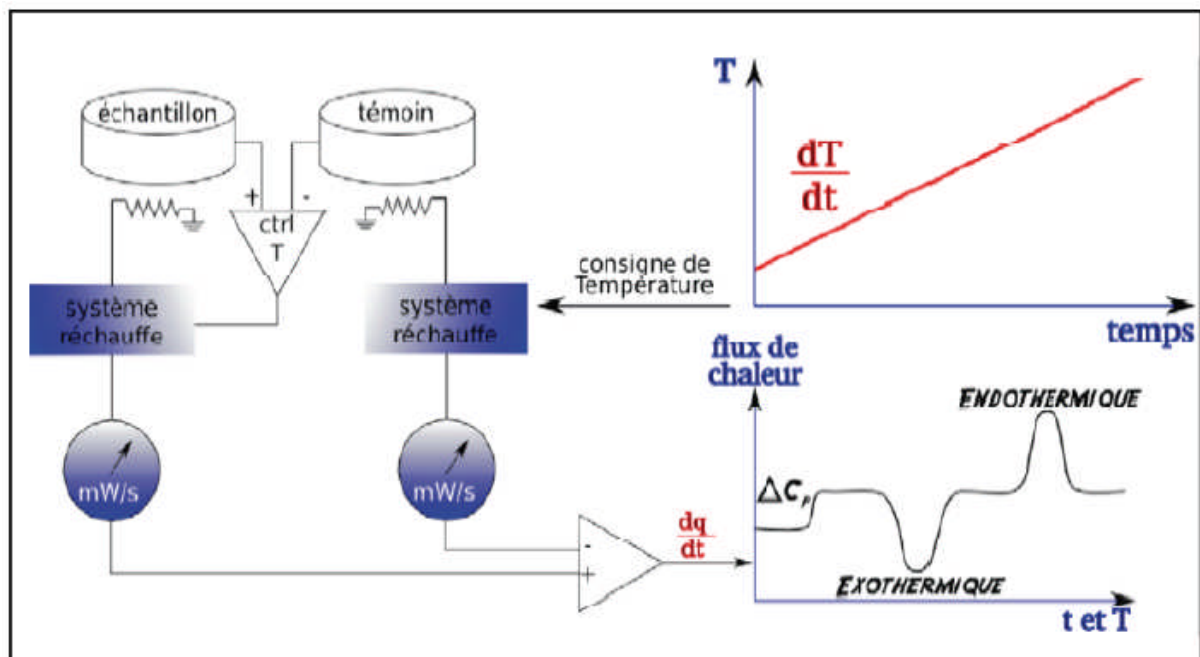 échantillon
témoin
+
-
ctrl
T
système
réchauffe
système
réchauffe
mW/s
mW/s
-
+
dq
dt
consigne de
Température
T
dT
dt
temps
flux de
chaleur
ENDOTHERMIQUE
ΔCp
EXOTHERMIQUE
t et T